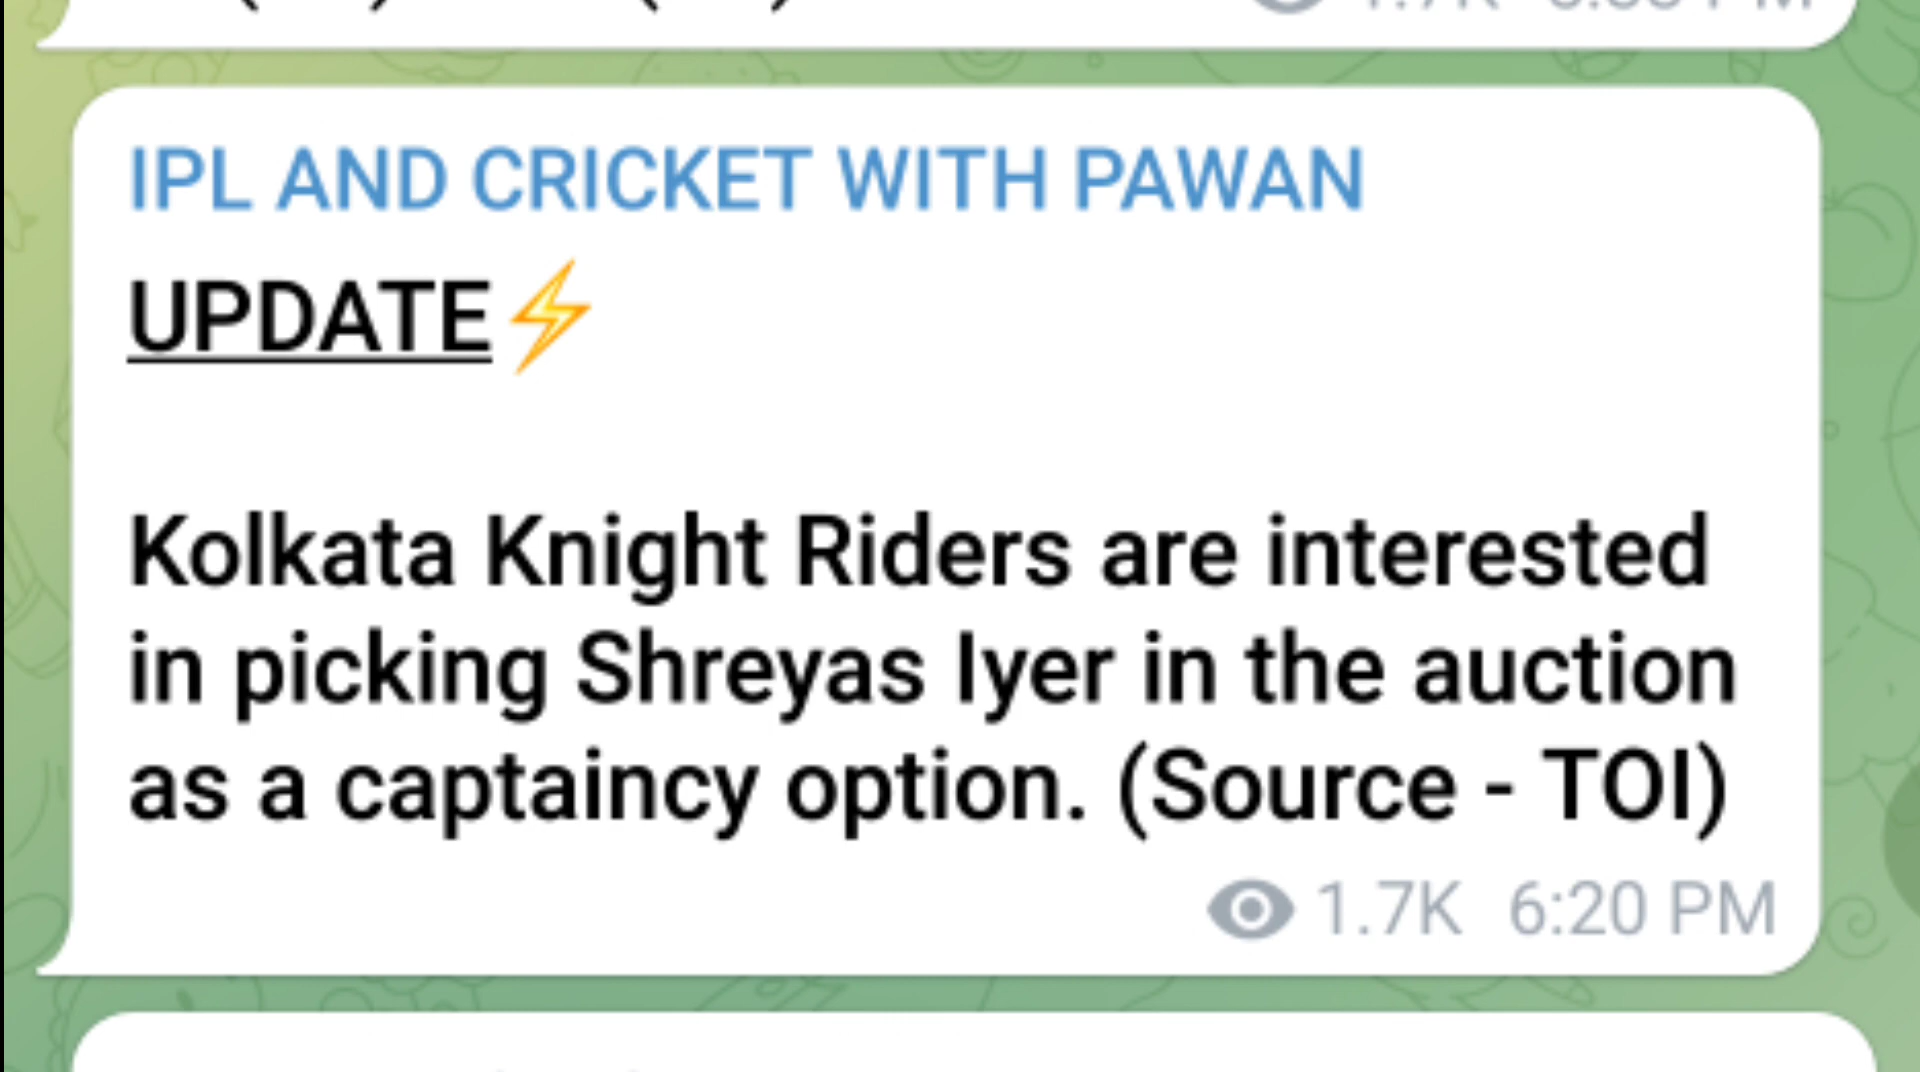 IPL AND CRICKET WITH PAWAN
UPDATE⚡
Kolkata Knight Riders are interested
in picking Shreyas Iyer in the auction
as a captaincy option. (Source - TOI)
1.7K 6:20 PM